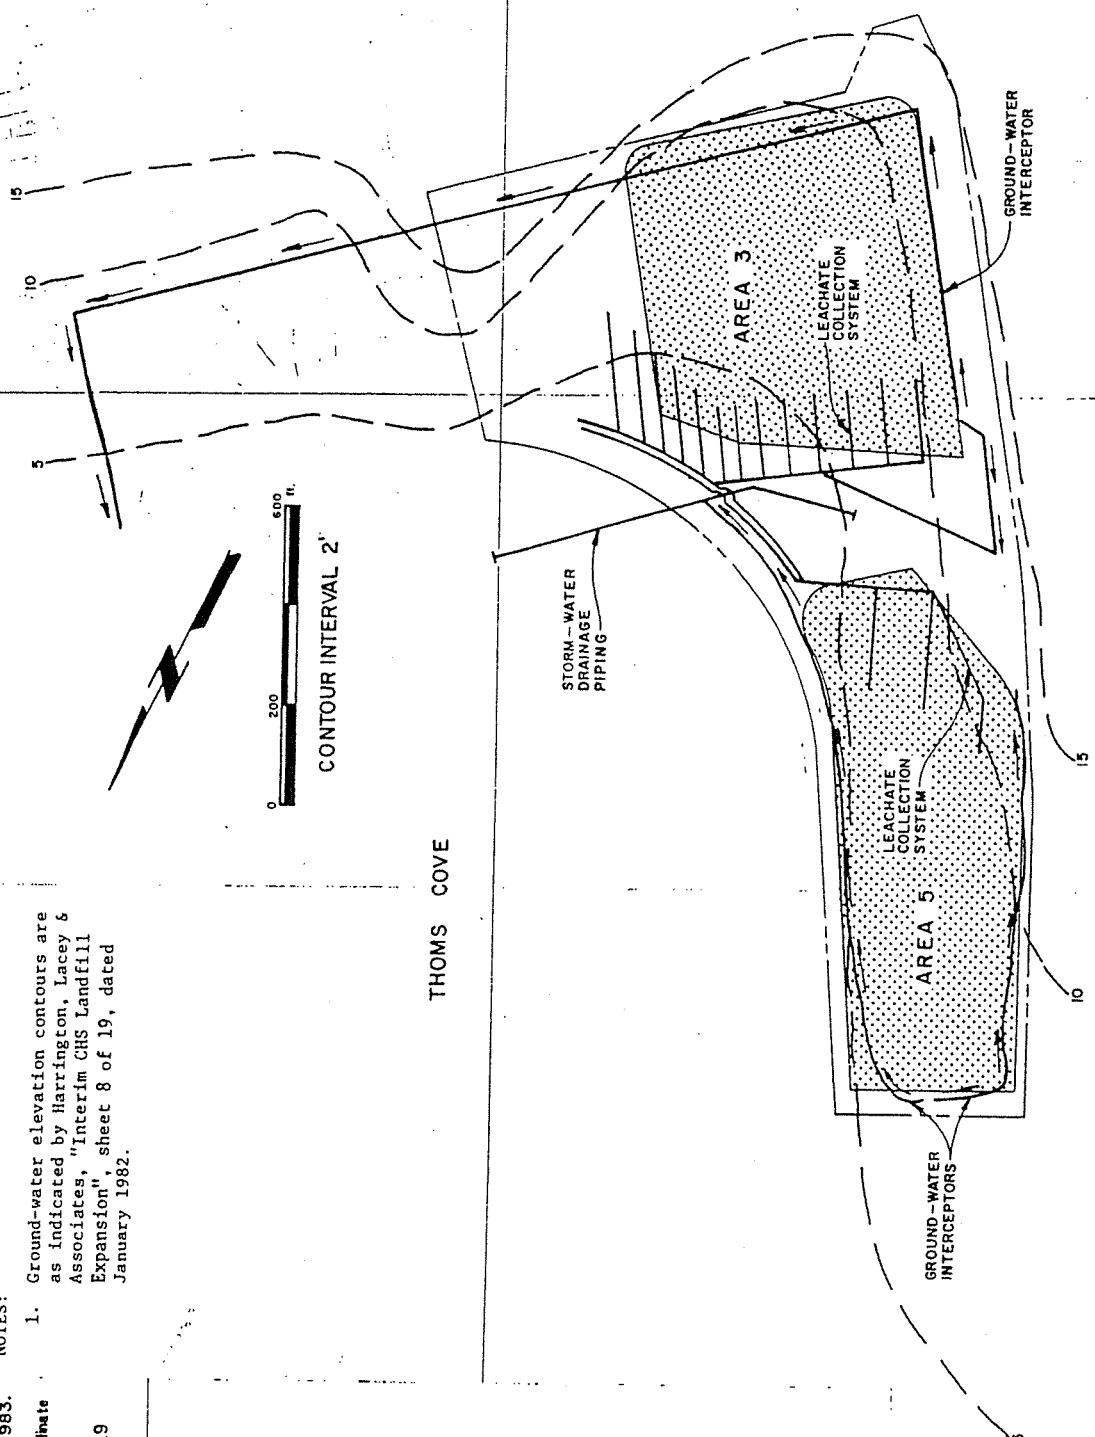 983.
NOTES:
1. Ground-water elevation contours are
as indicated by Harrington, Lacey &
Associates, "Interim CHS Landfill
Expansion", sheet 8 of 19, dated
January 1982.
15
10
5
0 200 600 ft.
CONTOUR INTERVAL 2'
THOMS COVE
STORM-WATER
DRAINAGE
PIPING
AREA 3
LEACHATE
COLLECTION
SYSTEM
GROUND-WATER
INTERCEPTOR
AREA 5
LEACHATE
COLLECTION
SYSTEM
GROUND-WATER
INTERCEPTORS
15
10